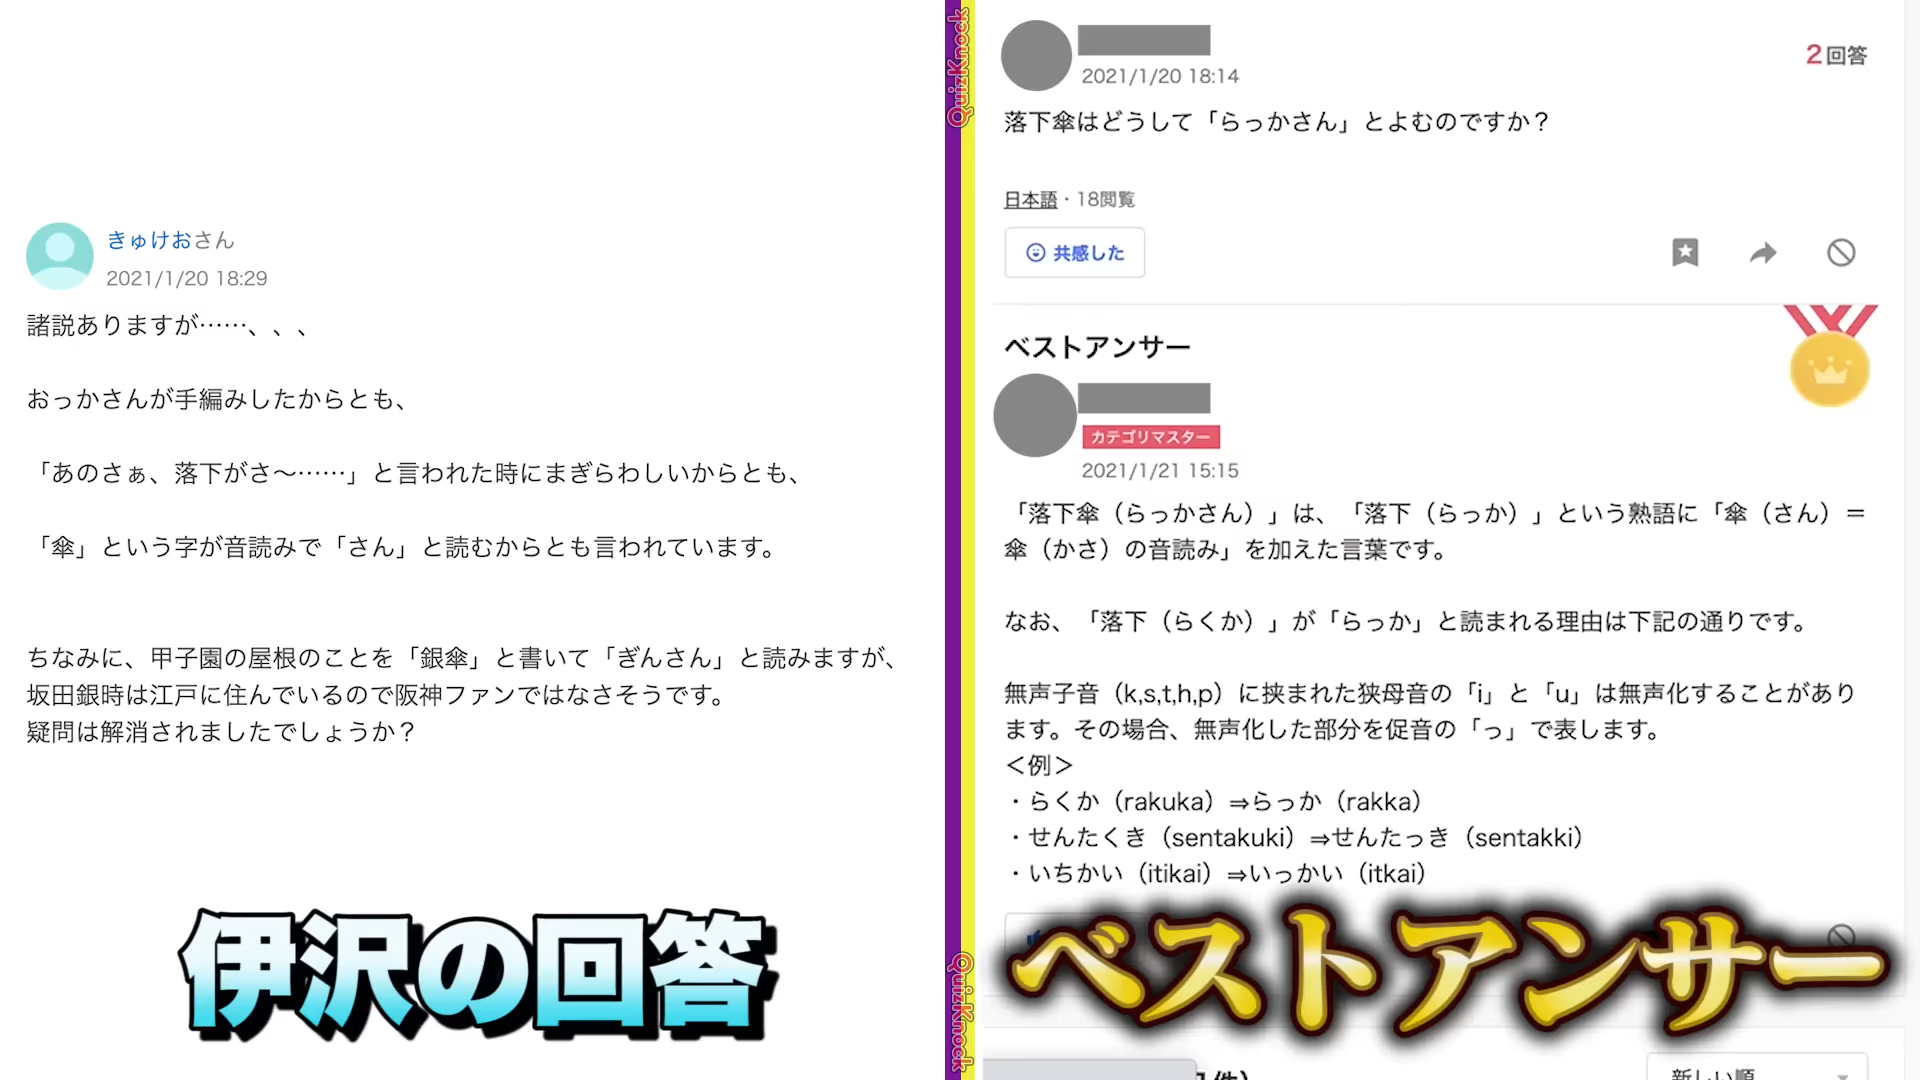 きゅけおさん
2021/1/20 18:29
諸説ありますが……、、、
おっかさんが手編みしたからとも、
「あのさぁ、落下がさ〜……」と言われた時にまぎらわしいからとも、
「傘」という字が音読みで「さん」と読むからとも言われています。
ちなみに、甲子園の屋根のことを「銀傘」と書いて「ぎんさん」と読みますが、
坂田銀時は江戸に住んでいるので阪神ファンではなさそうです。
疑問は解消されましたでしょうか？
伊沢の回答
QuizKnock
QuizKnock
2021/1/20 18:14
2回答
落下傘はどうして「らっかさん」とよむのですか？
日本語・18閲覧
共感した
ベストアンサー
カテゴリマスター
2021/1/21 15:15
「落下傘（らっかさん）」は、「落下（らっか）」という熟語に「傘（さん）＝
傘（かさ）の音読み」を加えた言葉です。
なお、「落下（らくか）」が「らっか」と読まれる理由は下記の通りです。
無声子音（k,s,t,h,p）に挟まれた狭母音の「i」と「u」は無声化することがあり
ます。その場合、無声化した部分を促音の「っ」で表します。
＜例＞
・らくか（rakuka）⇒らっか（rakka）
・せんたくき（sentakuki）⇒せんたっき（sentakki）
・いちかい（itikai）⇒いっかい（itkai）
ベストアンサー
新しい順